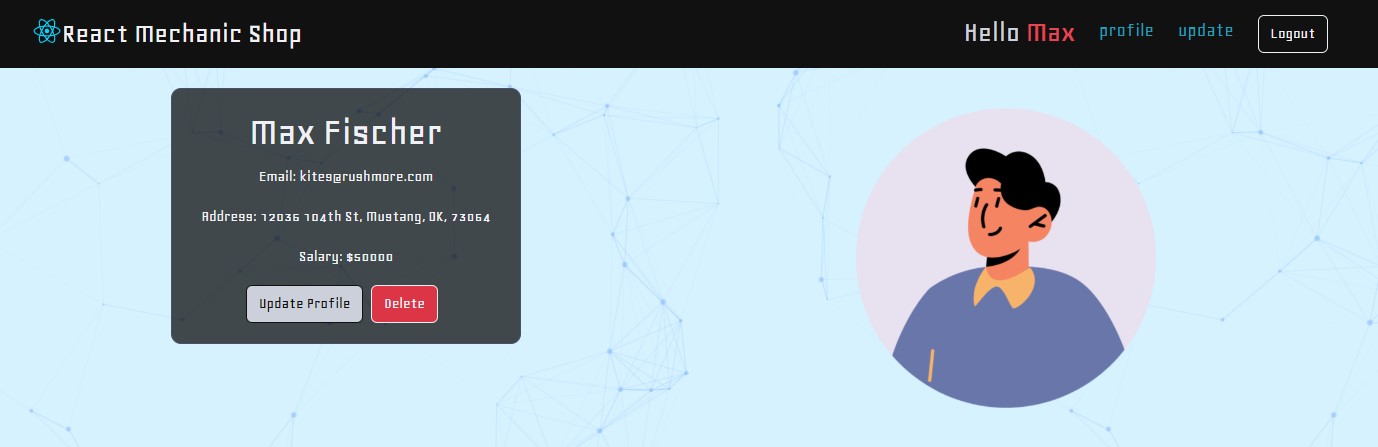 React Mechanic Shop
Hello Max profile update Logout
Max Fischer
Email: kites@rushmore.com
Address: 12036 104th St, Mustang, OK, 73064
Salary: $50000
Update Profile Delete